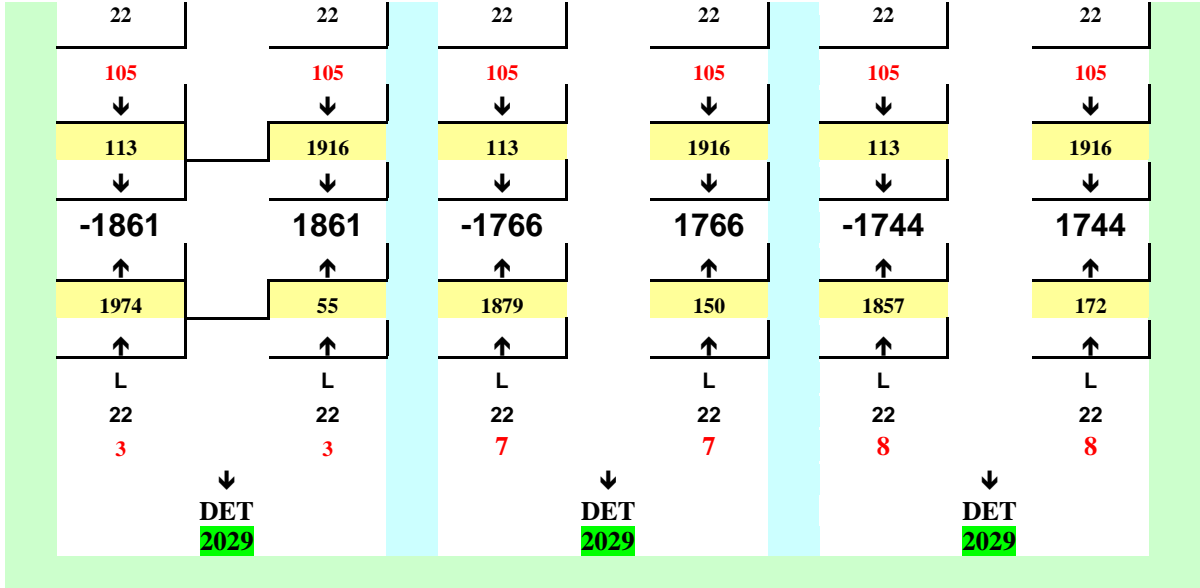 22 22 22 22 22 22
105 105 105 105 105 105
🡫 🡫 🡫 🡫 🡫 🡫
113 1916 113 1916 113 1916
🡫 🡫 🡫 🡫 🡫 🡫
-1861 1861 -1766 1766 -1744 1744
🡩 🡩 🡩 🡩 🡩 🡩
1974 55 1879 150 1857 172
🡩 🡩 🡩 🡩 🡩 🡩
L L L L L L
22 22 22 22 22 22
3 3 7 7 8 8
🡫 🡫 🡫
DET DET DET
2029 2029 2029